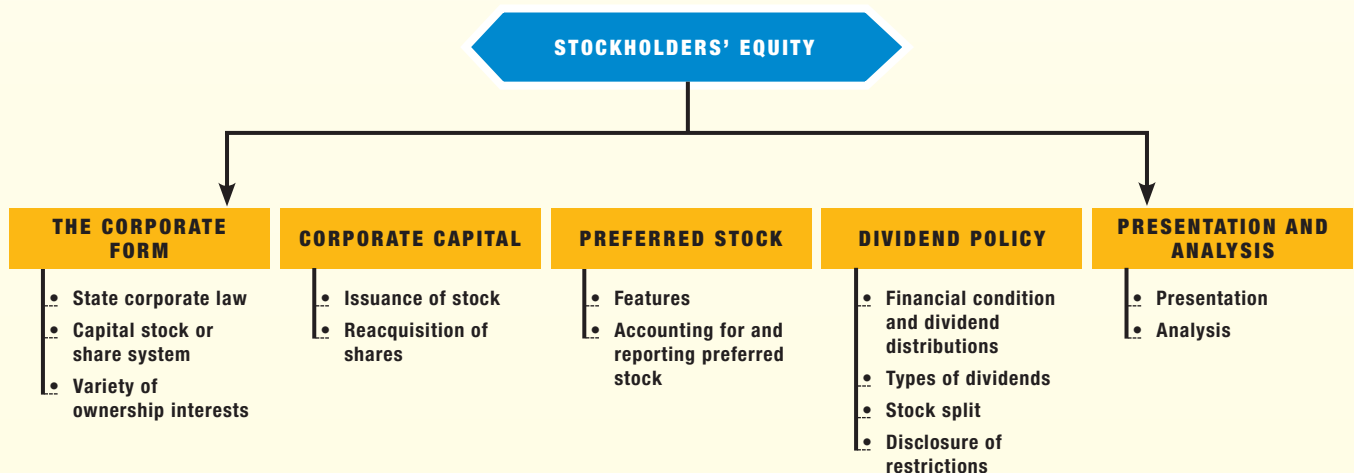 STOCKHOLDERS’ EQUITY
THE CORPORATE
FORM
• State corporate law
• Capital stock or
share system
• Variety of
ownership interests
CORPORATE CAPITAL
• Issuance of stock
• Reacquisition of
shares
PREFERRED STOCK
• Features
• Accounting for and
reporting preferred
stock
DIVIDEND POLICY
• Financial condition
and dividend
distributions
• Types of dividends
• Stock split
• Disclosure of
restrictions
PRESENTATION AND
ANALYSIS
• Presentation
• Analysis